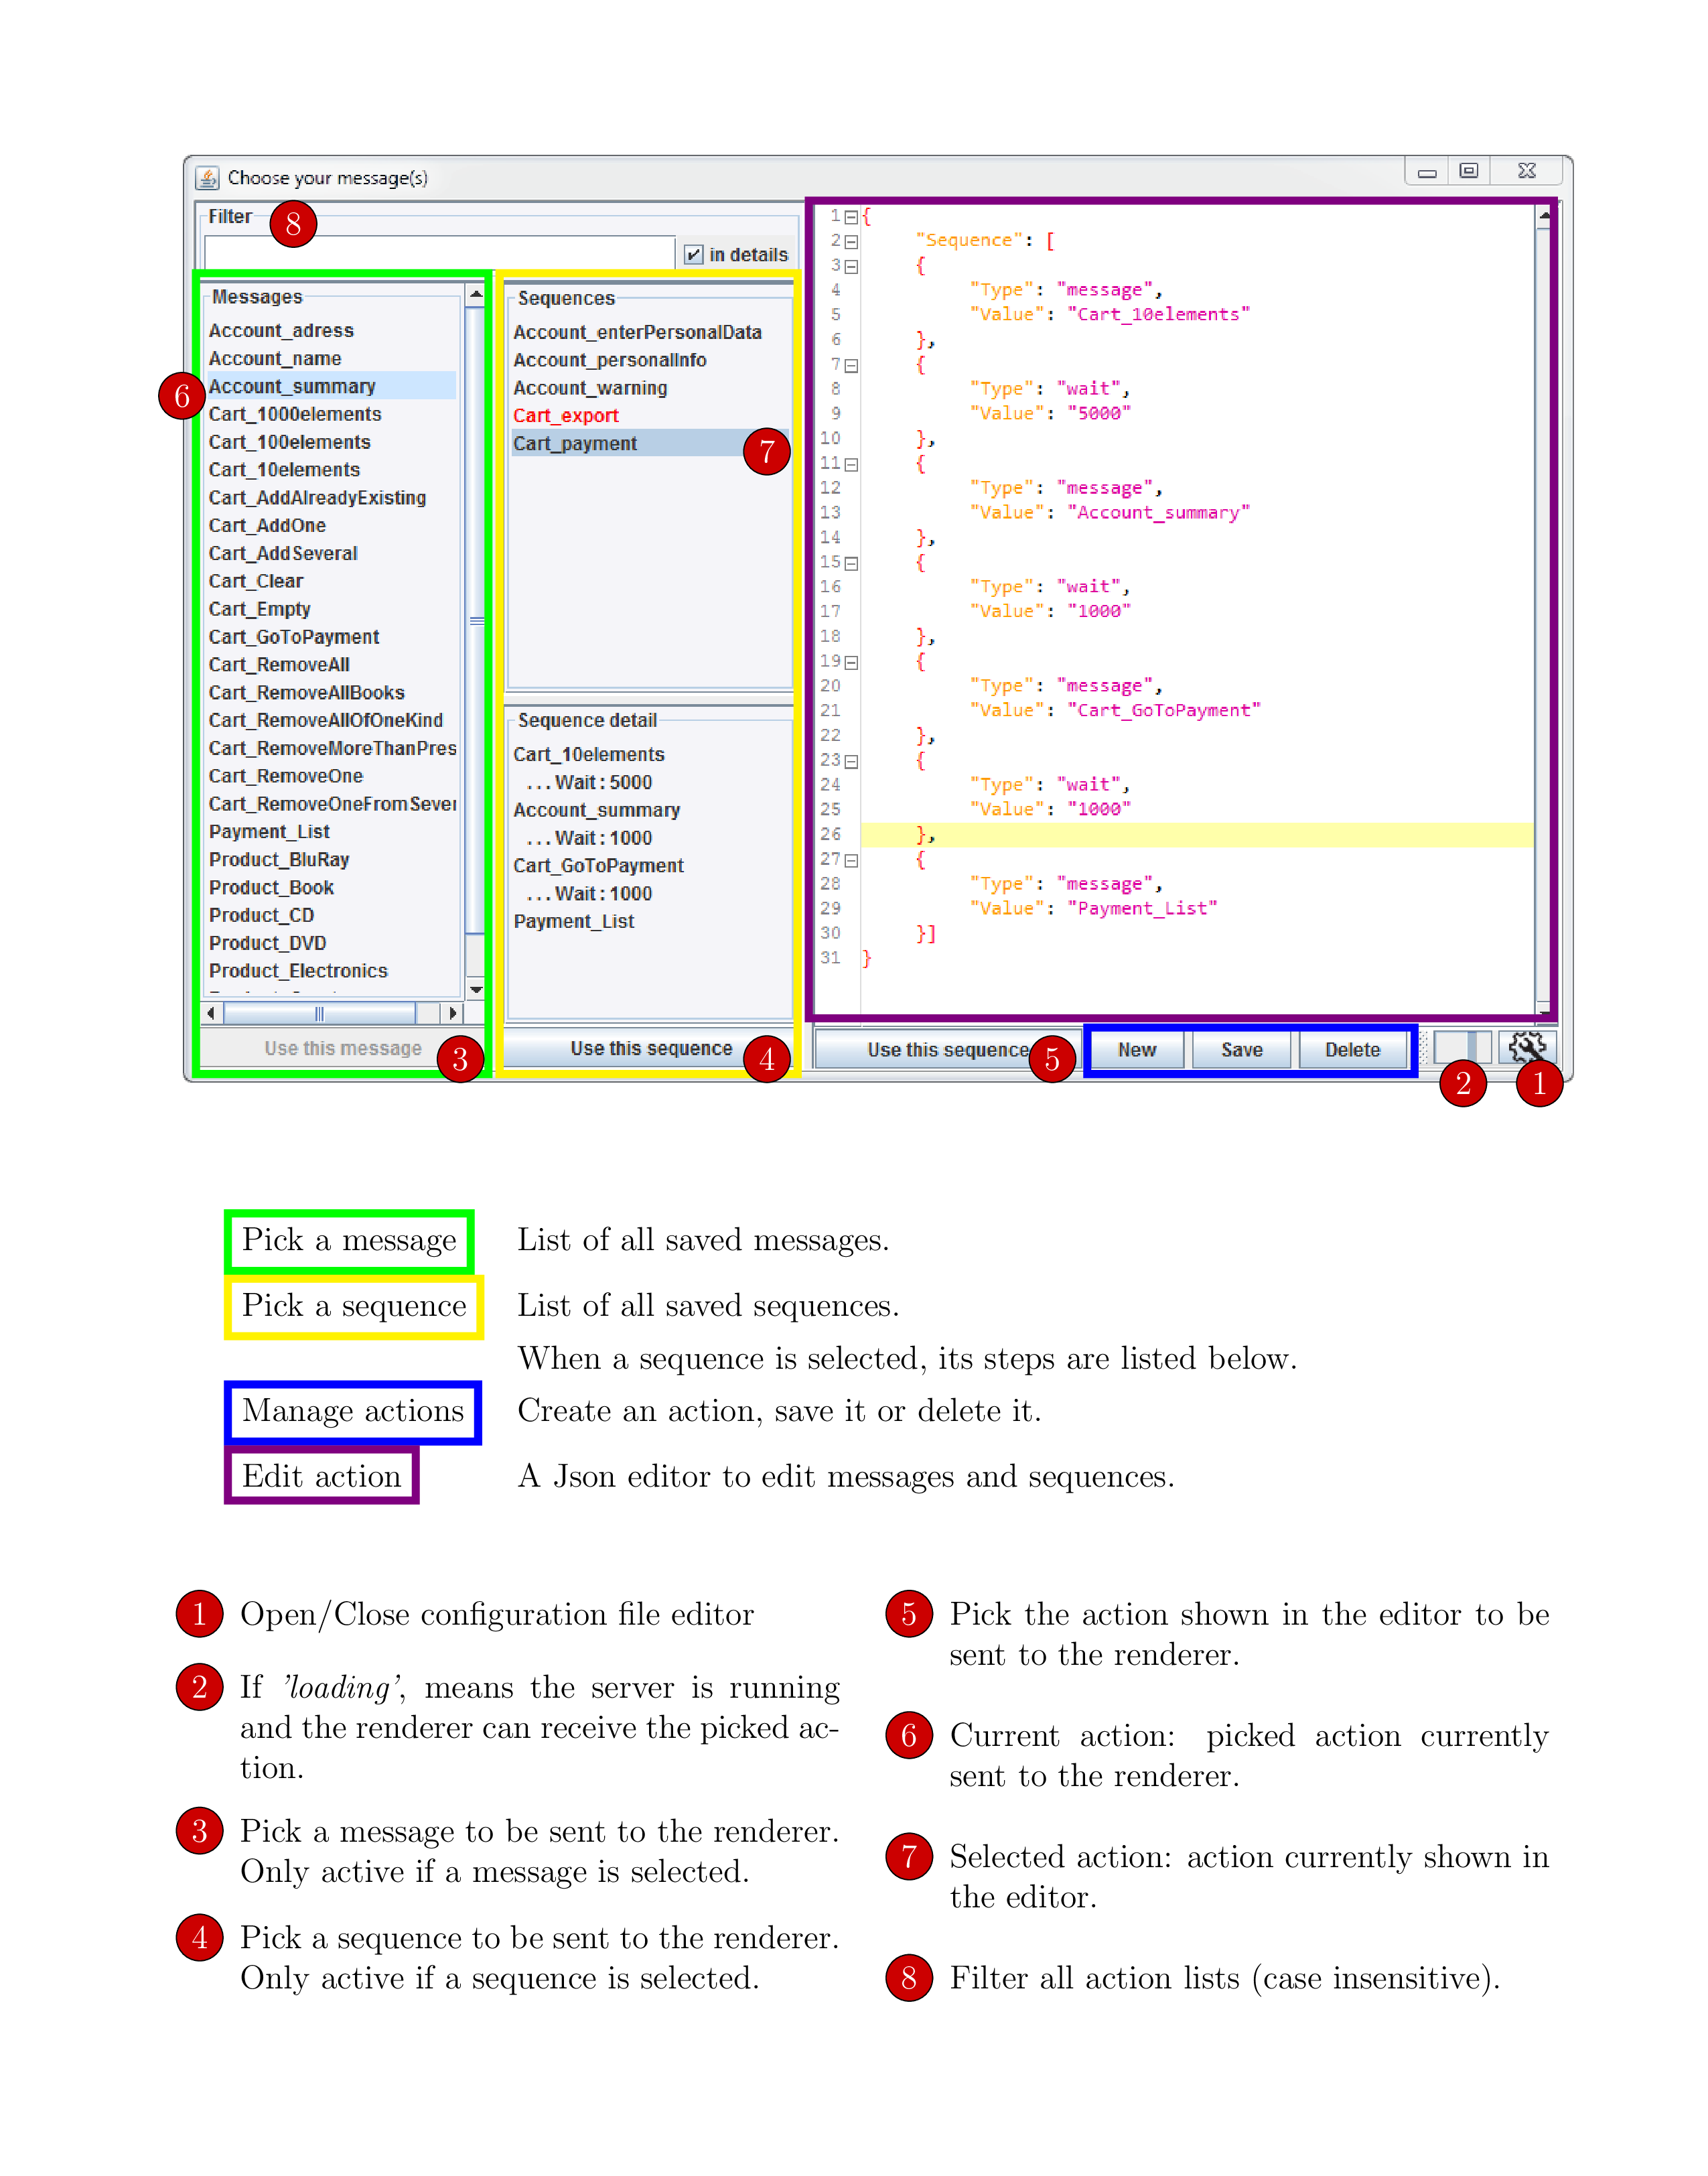 Choose your message(s)
Filter
8
in details
Messages
Account_adress
Account_name
6
Account_summary
Cart_1000elements
Cart_100elements
Cart_10elements
Cart_AddAlreadyExisting
Cart_AddOne
Cart_AddSeveral
Cart_Clear
Cart_Empty
Cart_GoToPayment
Cart_RemoveAll
Cart_RemoveAllBooks
Cart_RemoveAllOfOneKind
Cart_RemoveMoreThanPres
Cart_RemoveOne
Cart_RemoveOneFromSever
Payment_List
Product_BluRay
Product_Book
Product_CD
Product_DVD
Product_Electronics
Use this message
3
Sequences
Account_enterPersonalData
Account_personalInfo
Account_warning
Cart_export
Cart_payment
7
Sequence detail
Cart_10elements
... Wait : 5000
Account_summary
... Wait : 1000
Cart_GoToPayment
... Wait : 1000
Payment_List
Use this sequence
4
1 {
2 "Sequence": [
3 {
4 "Type": "message",
5 "Value": "Cart_10elements"
6 },
7 {
8 "Type": "wait",
9 "Value": "5000"
10 },
11 {
12 "Type": "message",
13 "Value": "Account_summary"
14 },
15 {
16 "Type": "wait",
17 "Value": "1000"
18 },
19 {
20 "Type": "message",
21 "Value": "Cart_GoToPayment"
22 },
23 {
24 "Type": "wait",
25 "Value": "1000"
26 },
27 {
28 "Type": "message",
29 "Value": "Payment_List"
30 }]
31 }
Use this sequence
5
New
Save
Delete
2
1
Pick a message List of all saved messages.
Pick a sequence List of all saved sequences.
When a sequence is selected, its steps are listed below.
Manage actions Create an action, save it or delete it.
Edit action A Json editor to edit messages and sequences.
1 Open/Close configuration file editor
2 If 'loading', means the server is running
and the renderer can receive the picked ac-
tion.
3 Pick a message to be sent to the renderer.
Only active if a message is selected.
4 Pick a sequence to be sent to the renderer.
Only active if a sequence is selected.
5 Pick the action shown in the editor to be
sent to the renderer.
6 Current action: picked action currently
sent to the renderer.
7 Selected action: action currently shown in
the editor.
8 Filter all action lists (case insensitive).